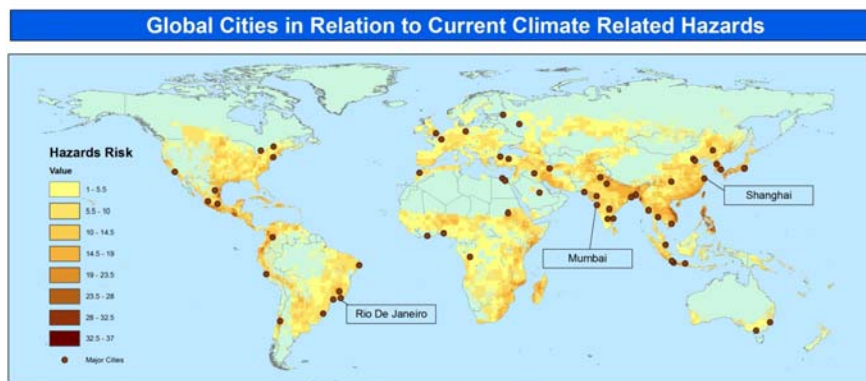 Global Cities in Relation to Current Climate Related Hazards
Hazards Risk
Value
1 - 5.5
5.5 - 10
10 - 14.5
14.5 - 19
19 - 23.5
23.5 - 28
28 - 32.5
32.5 - 37
Major Cities
Shanghai
Mumbai
Rio De Janeiro